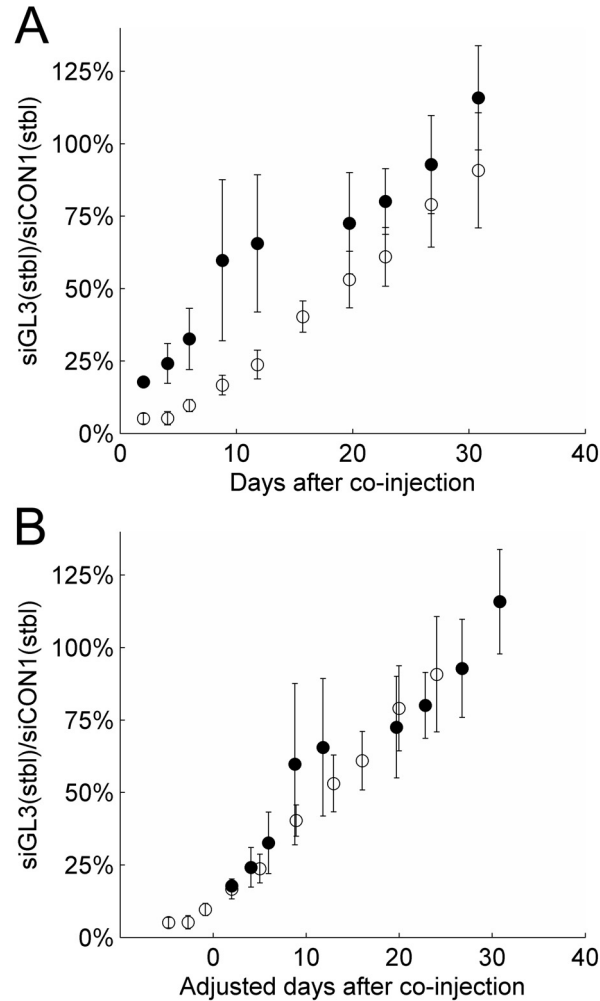 A
siGL3(stbl)/siCON1(stbl)
125%
100%
75%
50%
25%
0%
0 10 20 30 40
Days after co-injection
B
siGL3(stbl)/siCON1(stbl)
125%
100%
75%
50%
25%
0%
0 10 20 30 40
Adjusted days after co-injection